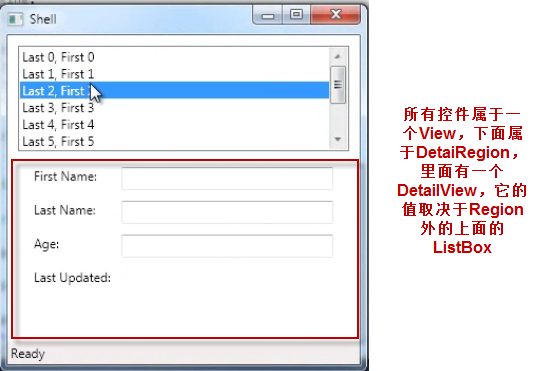 Shell
Last 0, First 0
Last 1, First 1
Last 2, First
Last 3, First 3
Last 4, First 4
Last 5, First 5
First Name:
Last Name:
Age:
Last Updated:
Ready
所有控件属于一
个View，下面属
于DetaiRegion，
里面有一个
DetailView，它的
值取决于Region
外的上面的
ListBox